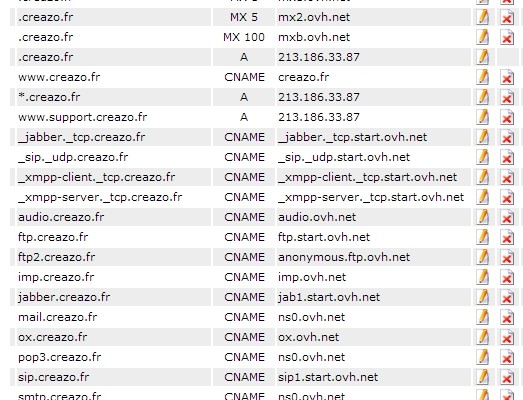 .creazo.fr MX 5 mx2.ovh.net
.creazo.fr MX 100 mxb.ovh.net
.creazo.fr A 213.186.33.87
www.creazo.fr CNAME creazo.fr
*.creazo.fr A 213.186.33.87
www.support.creazo.fr A 213.186.33.87
_jabber._tcp.creazo.fr CNAME _jabber._tcp.start.ovh.net
_sip._udp.creazo.fr CNAME _sip._udp.start.ovh.net
_xmpp-client._tcp.creazo.fr CNAME _xmpp-client._tcp.start.ovh.net
_xmpp-server._tcp.creazo.fr CNAME _xmpp-server._tcp.start.ovh.net
audio.creazo.fr CNAME audio.ovh.net
ftp.creazo.fr CNAME ftp.start.ovh.net
ftp2.creazo.fr CNAME anonymous.ftp.ovh.net
imp.creazo.fr CNAME imp.ovh.net
jabber.creazo.fr CNAME jab1.start.ovh.net
mail.creazo.fr CNAME ns0.ovh.net
ox.creazo.fr CNAME ox.ovh.net
pop3.creazo.fr CNAME ns0.ovh.net
sip.creazo.fr CNAME sip1.start.ovh.net
smtp.creazo.fr CNAME ns0.ovh.net